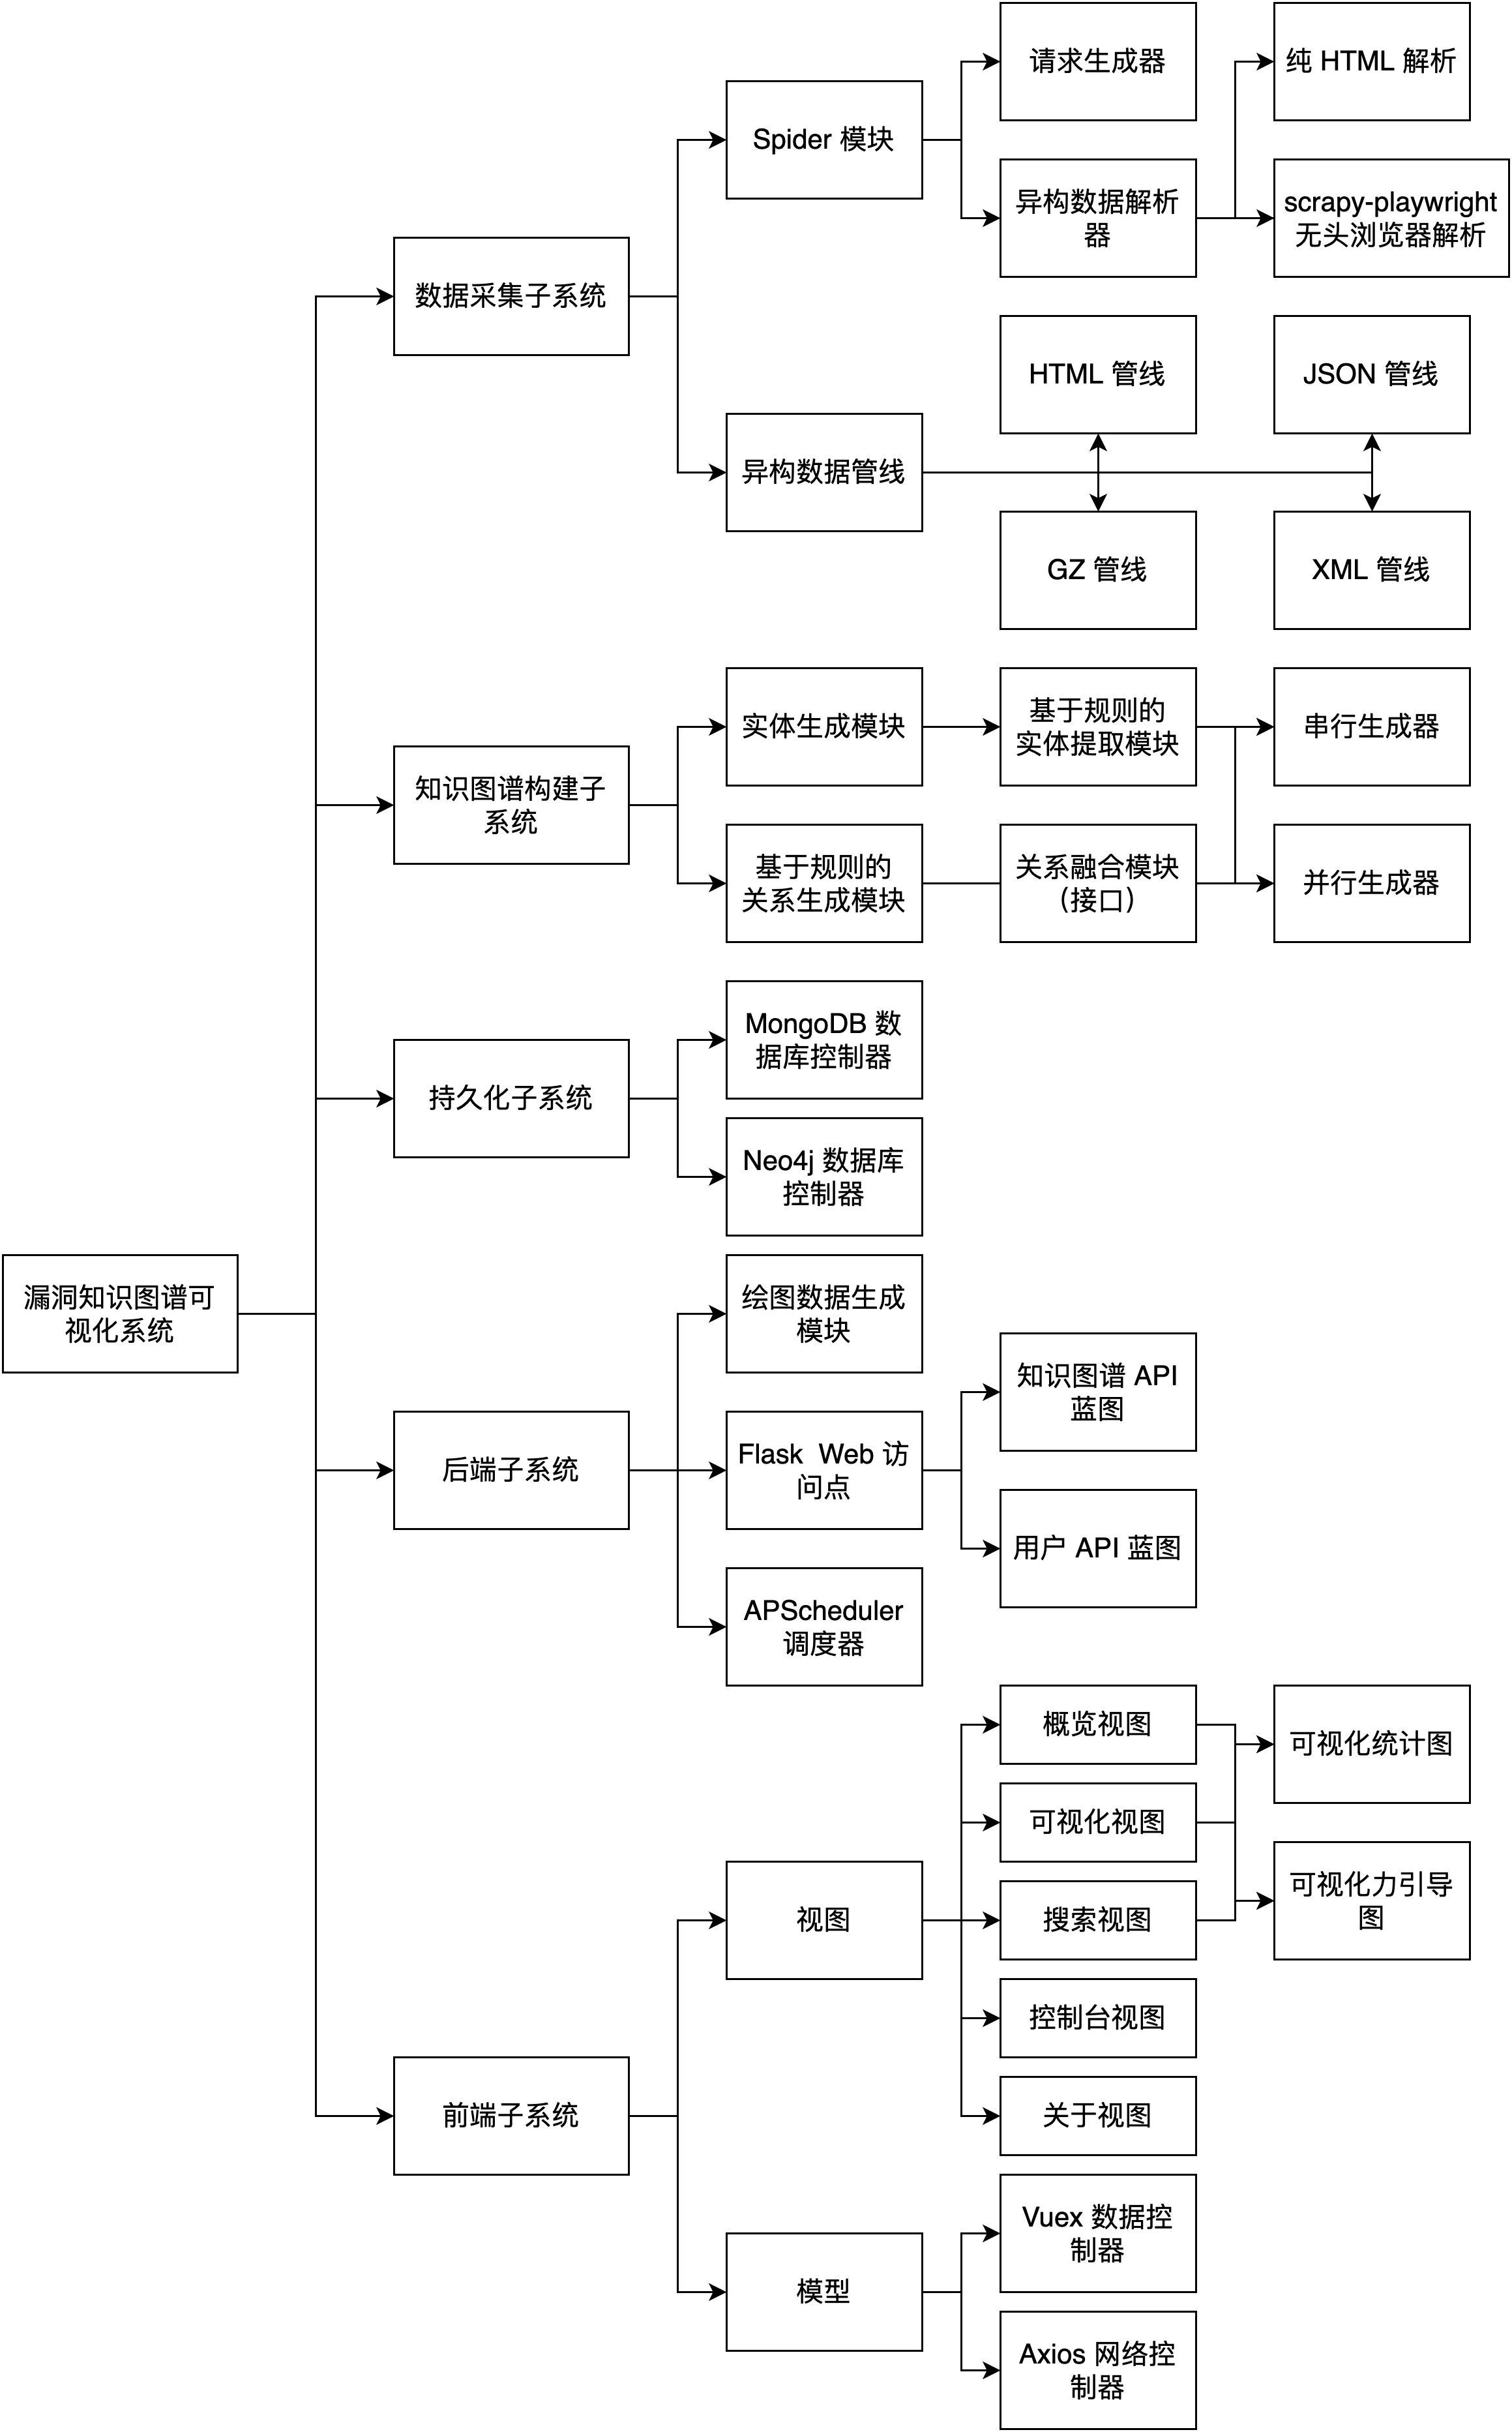 请求生成器
纯 HTML 解析
Spider 模块
异构数据解析
器
scrapy-playwright
无头浏览器解析
数据采集子系统
HTML 管线
JSON 管线
异构数据管线
GZ 管线
XML 管线
实体生成模块
基于规则的
实体提取模块
串行生成器
知识图谱构建子
系统
基于规则的
关系生成模块
关系融合模块
（接口）
并行生成器
MongoDB 数
据库控制器
持久化子系统
Neo4j 数据库
控制器
漏洞知识图谱可
视化系统
绘图数据生成
模块
知识图谱 API
蓝图
后端子系统
Flask  Web 访
问点
用户 API 蓝图
APScheduler
调度器
概览视图
可视化统计图
可视化视图
视图
搜索视图
可视化力引导
图
控制台视图
前端子系统
关于视图
Vuex 数据控
制器
模型
Axios 网络控
制器